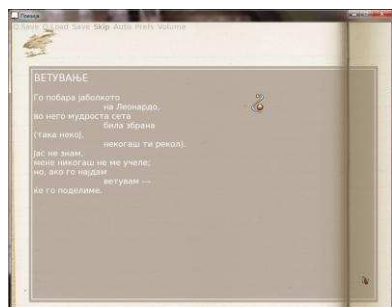 Поезија
Q.Save Q.Load Save Skip Auto Prefs Volume
ВЕТУВАЊЕ
Го побара јаболкото
на Леонардо,
во него мудроста сета
била збрана
(така неко),
некогаш ти рекол).
Јас не знам,
мене никогаш не ме учеле;
но, ако го најдам
ветувам ---
ќе го поделиме.